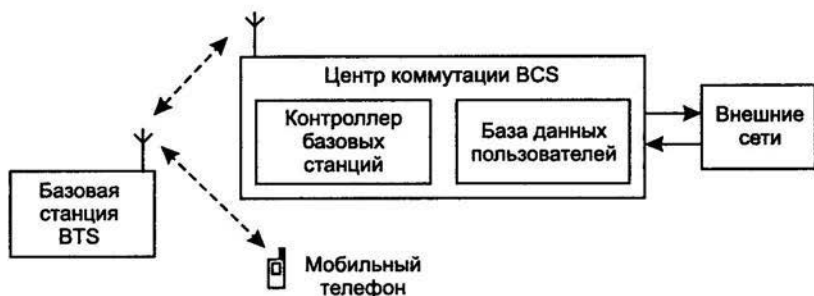 Центр коммутации BCS
Контроллер
базовых
станций
База данных
пользователей
Внешние
сети
Базовая
станция
BTS
Мобильный
телефон